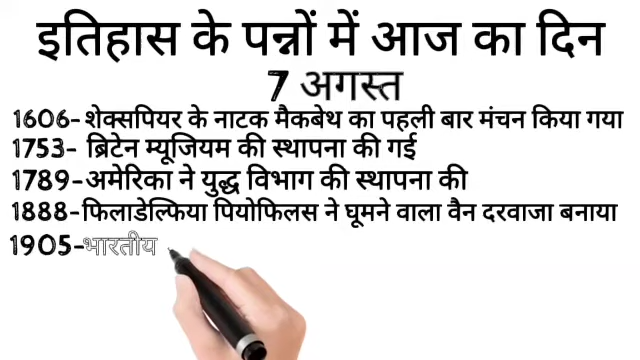 इतिहास के पन्नों में आज का दिन
7 अगस्त
1606-शेक्सपियर के नाटक मैकबेथ का पहली बार मंचन किया गया
1753- ब्रिटेन म्यूजियम की स्थापना की गई
1789-अमेरिका ने युद्ध विभाग की स्थापना की
1888-फिलाडेल्फिया पियोफिलस ने घूमने वाला वैन दरवाजा बनाया
1905-भारतीय